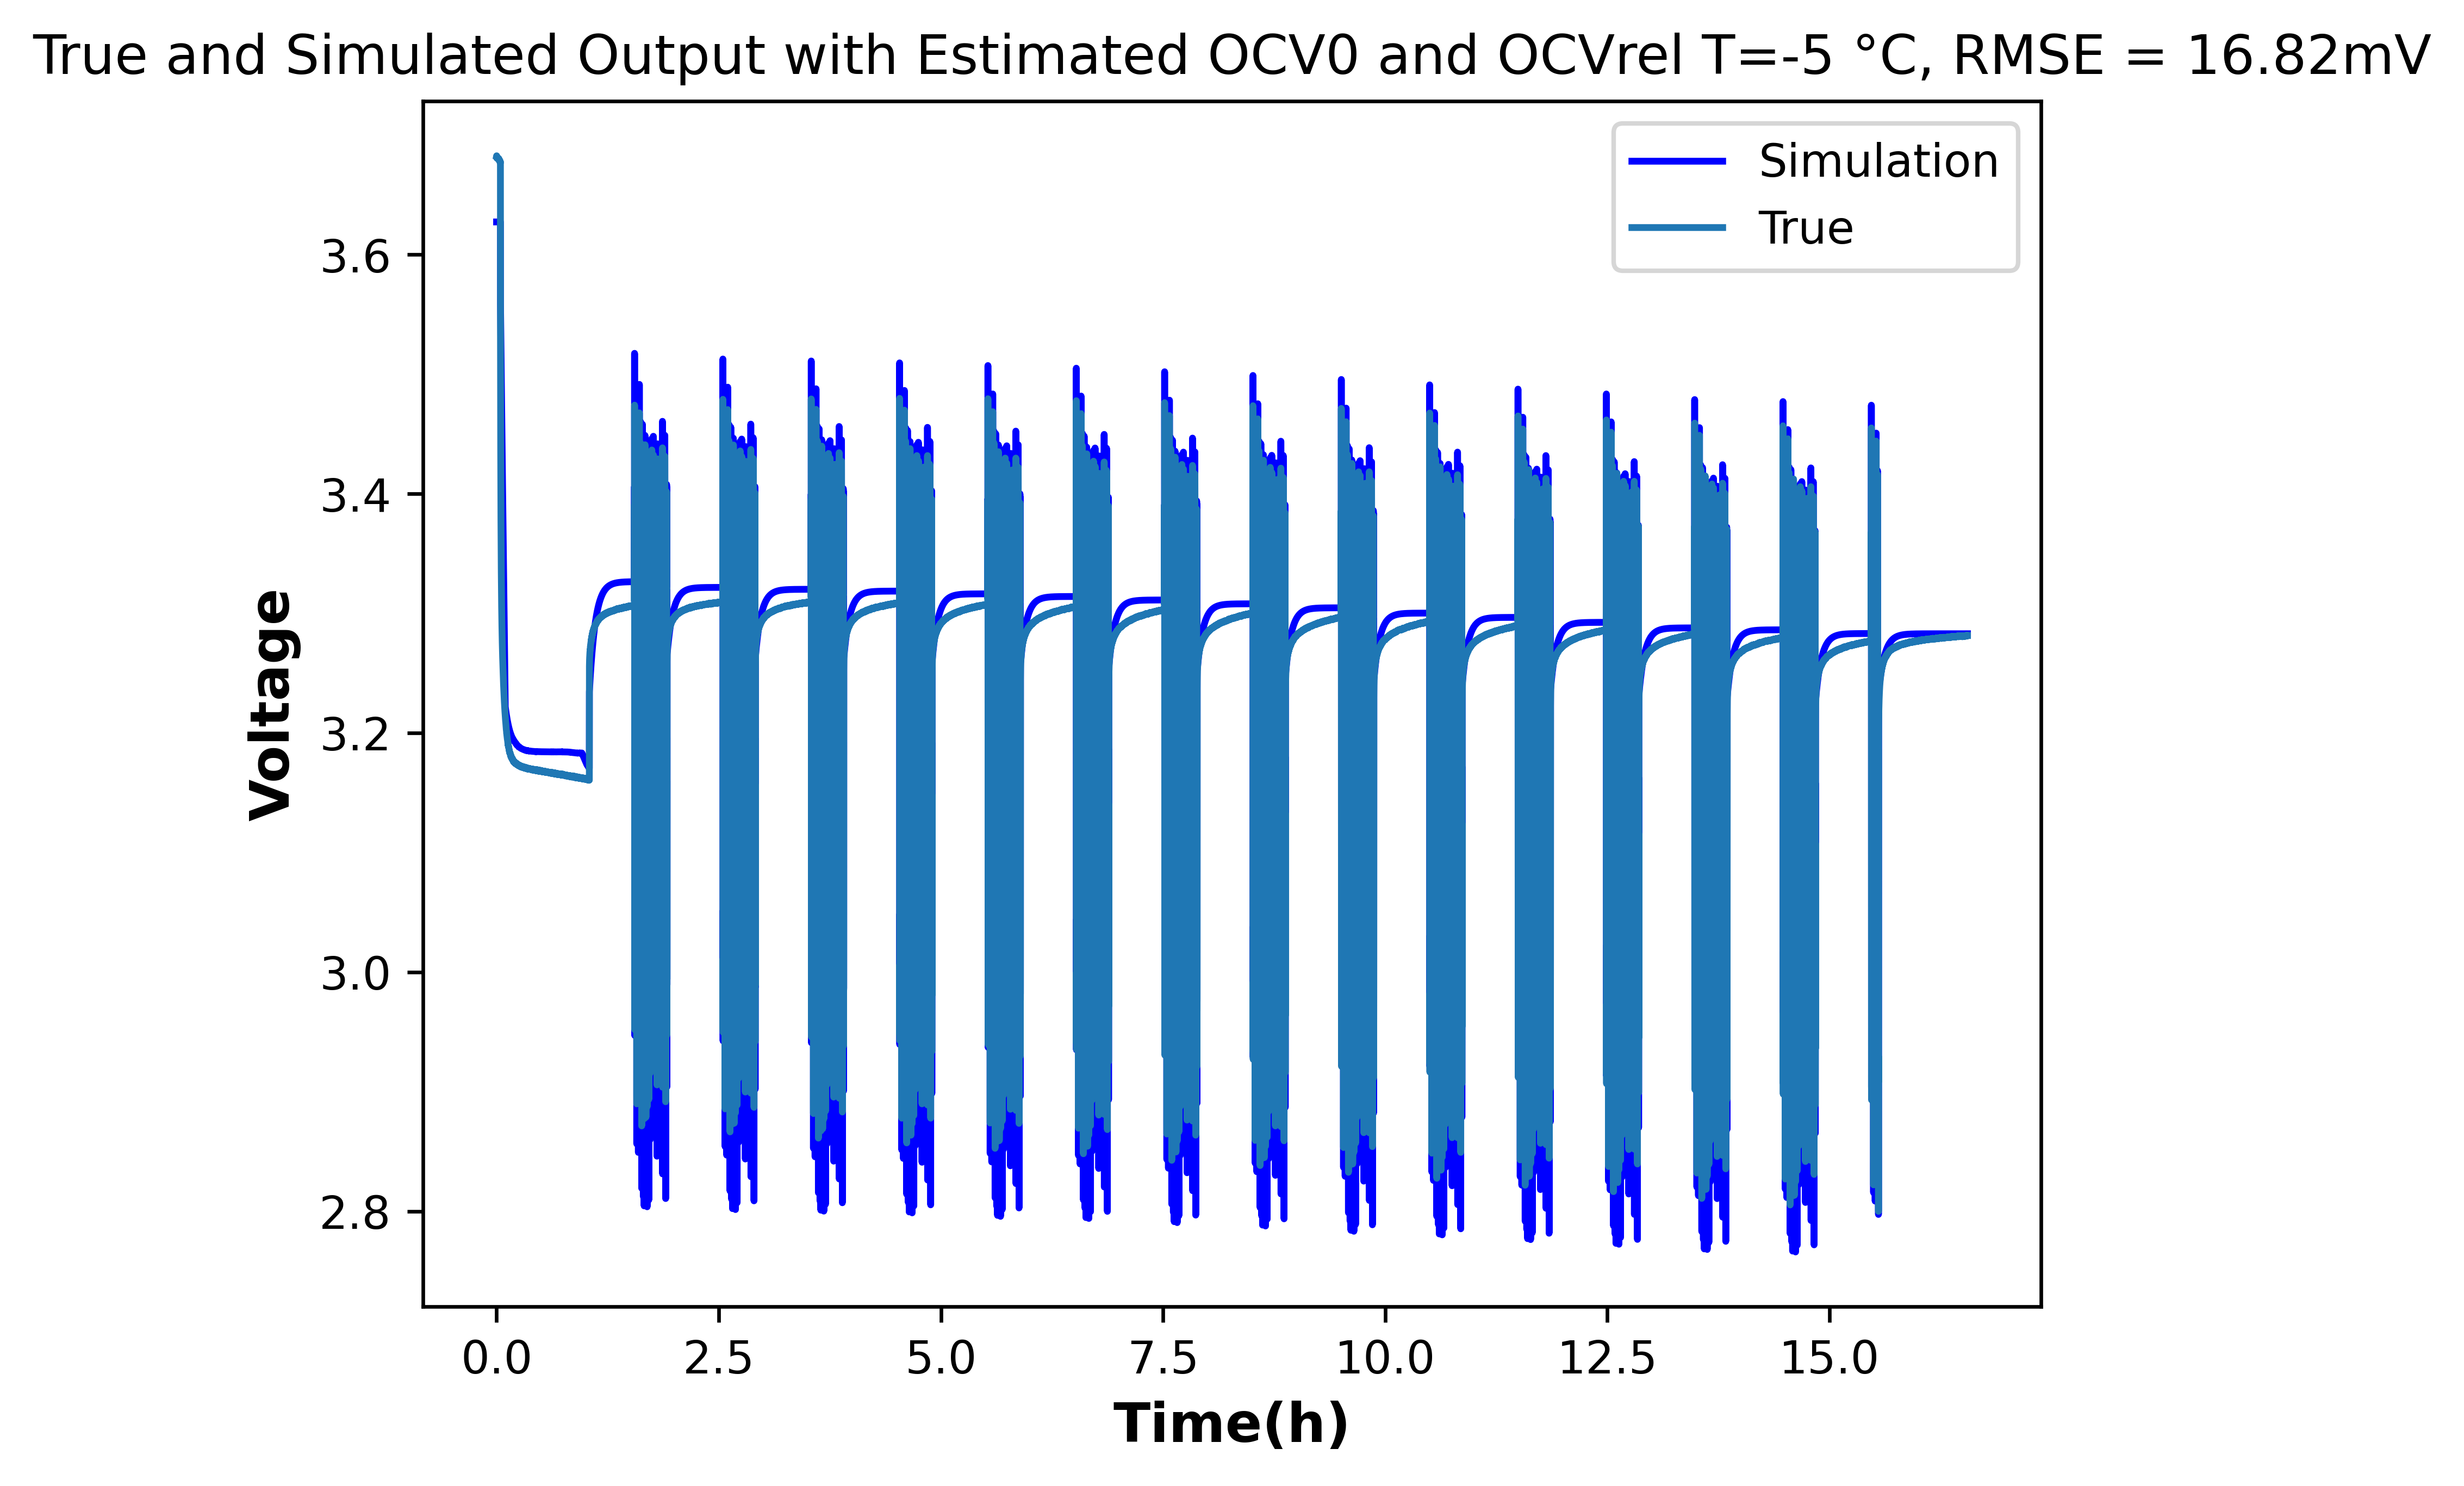 True and Simulated Output with Estimated OCV0 and OCVrel T=-5 °C, RMSE = 16.82mV
Simulation
True
3.6
3.4
3.2
3.0
2.8
Voltage
0.0 2.5 5.0 7.5 10.0 12.5 15.0
Time(h)